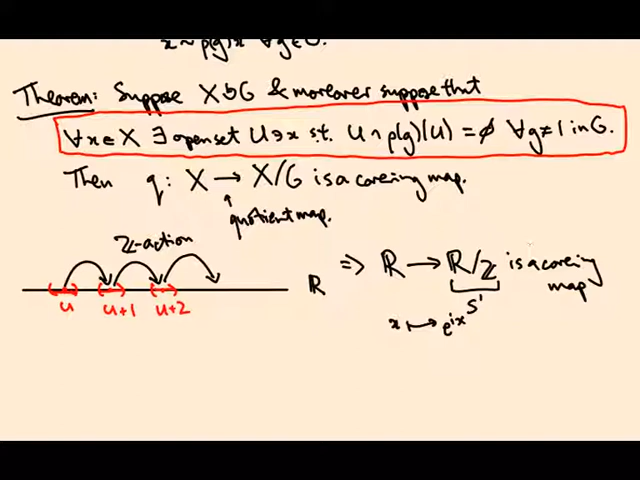 x ~ ρ(g)x ∀g∈G.
Theorem: Suppose X↻G & moreover suppose that
∀x∈X ∃ open set U∋x s.t. U∩ρ(g)(U) = ∅ ∀g≠1 in G.
Then q: X → X/G is a covering map.
↑
quotient map.
ℤ-action
ℝ ⇒ ℝ → ℝ/ℤ is a covering
map
u u+1 u+2
S¹
x ↦ e^{ix}